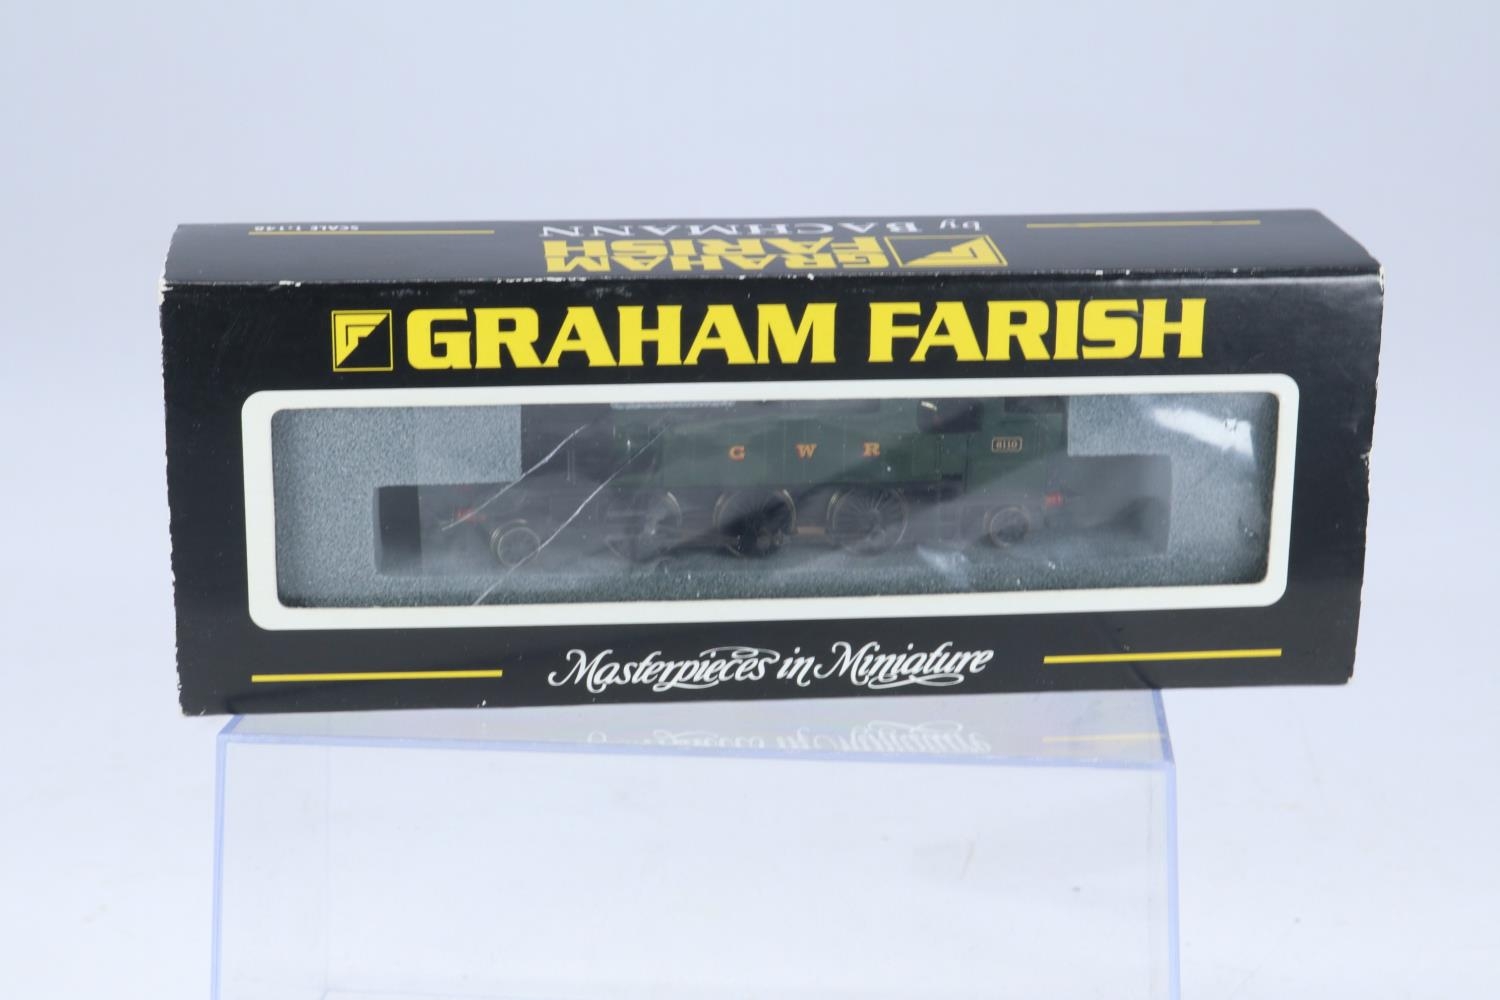 SCALE 1:148
by BACHMANN
GRAHAM
FARISH
GRAHAM FARISH
G W R
8110
Masterpieces in Miniature